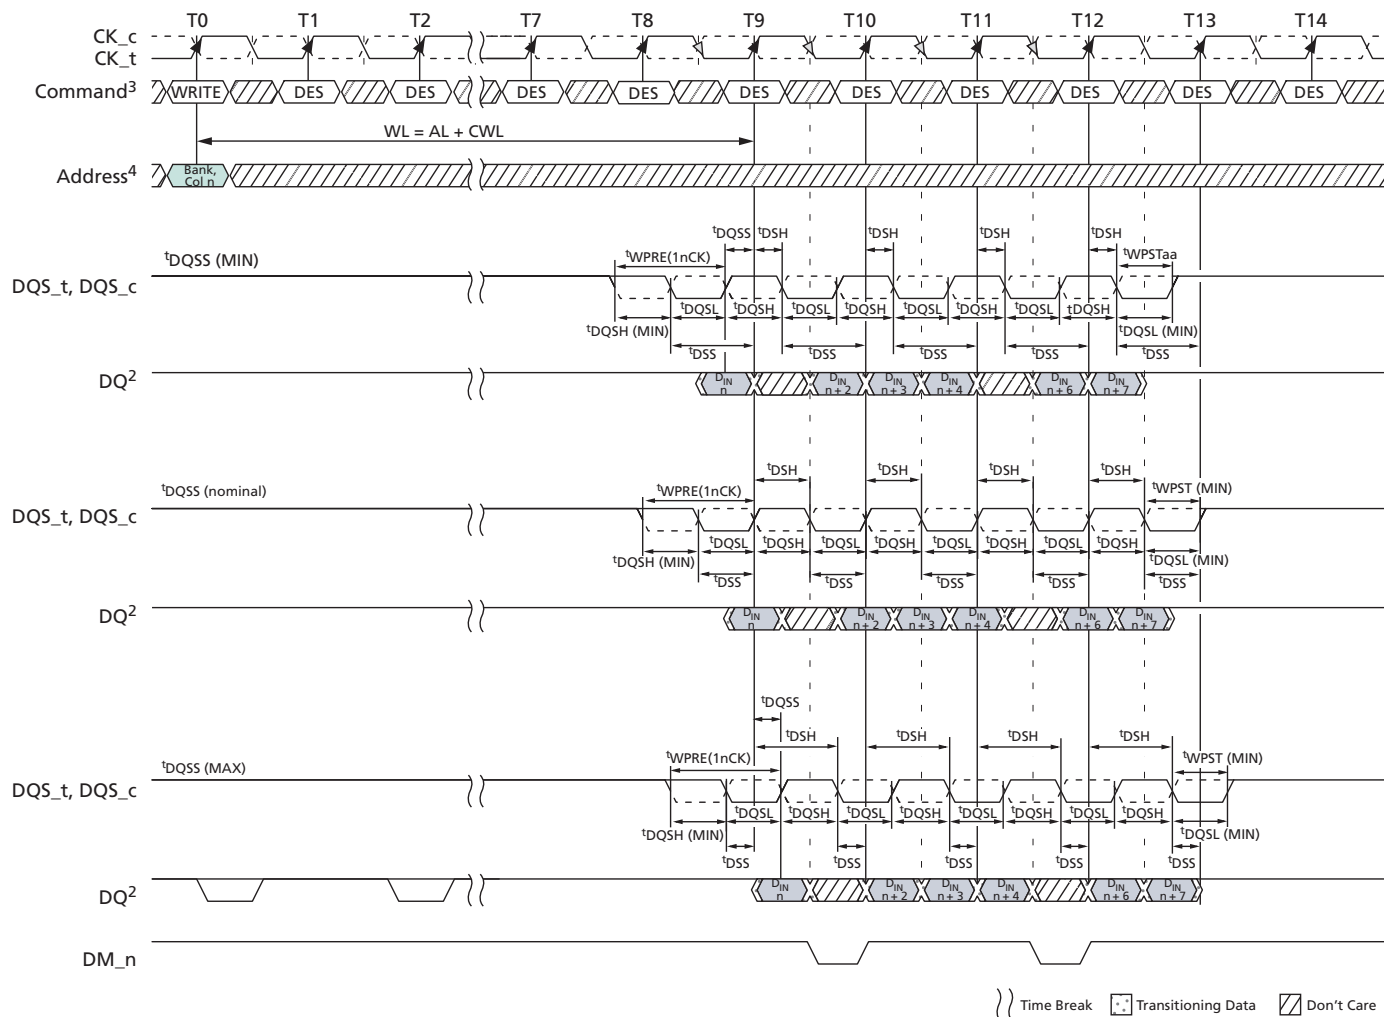 T0 T1 T2 T7 T8 T9 T10 T11 T12 T13 T14
CK_c
CK_t
Command³ WRITE DES DES DES DES DES DES DES DES DES DES
WL = AL + CWL
Address⁴ Bank, Col n
ᵗDQSS ᵗDSH ᵗDSH ᵗDSH ᵗDSH
ᵗDQSS (MIN) ᵗWPRE(1nCK) ᵗWPSTaa
DQS_t, DQS_c
ᵗDQSL ᵗDQSH ᵗDQSL ᵗDQSH ᵗDQSL ᵗDQSH ᵗDQSL tDQSH
ᵗDQSH (MIN) ᵗDQSL (MIN)
ᵗDSS ᵗDSS ᵗDSS ᵗDSS ᵗDSS
DQ² DIN n DIN n + 2 DIN n + 3 DIN n + 4 DIN n + 6 DIN n + 7
ᵗDSH ᵗDSH ᵗDSH ᵗDSH
ᵗDQSS (nominal) ᵗWPRE(1nCK) ᵗWPST (MIN)
DQS_t, DQS_c
ᵗDQSL ᵗDQSH ᵗDQSL ᵗDQSH ᵗDQSL ᵗDQSH ᵗDQSL ᵗDQSH
ᵗDQSH (MIN) ᵗDQSL (MIN)
ᵗDSS ᵗDSS ᵗDSS ᵗDSS ᵗDSS
DQ² DIN n DIN n + 2 DIN n + 3 DIN n + 4 DIN n + 6 DIN n + 7
ᵗDQSS
ᵗDSH ᵗDSH ᵗDSH ᵗDSH
ᵗDQSS (MAX) ᵗWPRE(1nCK) ᵗWPST (MIN)
DQS_t, DQS_c
ᵗDQSL ᵗDQSH ᵗDQSL ᵗDQSH ᵗDQSL ᵗDQSH ᵗDQSL ᵗDQSH
ᵗDQSH (MIN) ᵗDQSL (MIN)
ᵗDSS ᵗDSS ᵗDSS ᵗDSS ᵗDSS
DQ² DIN n DIN n + 2 DIN n + 3 DIN n + 4 DIN n + 6 DIN n + 7
DM_n
Time Break Transitioning Data Don't Care